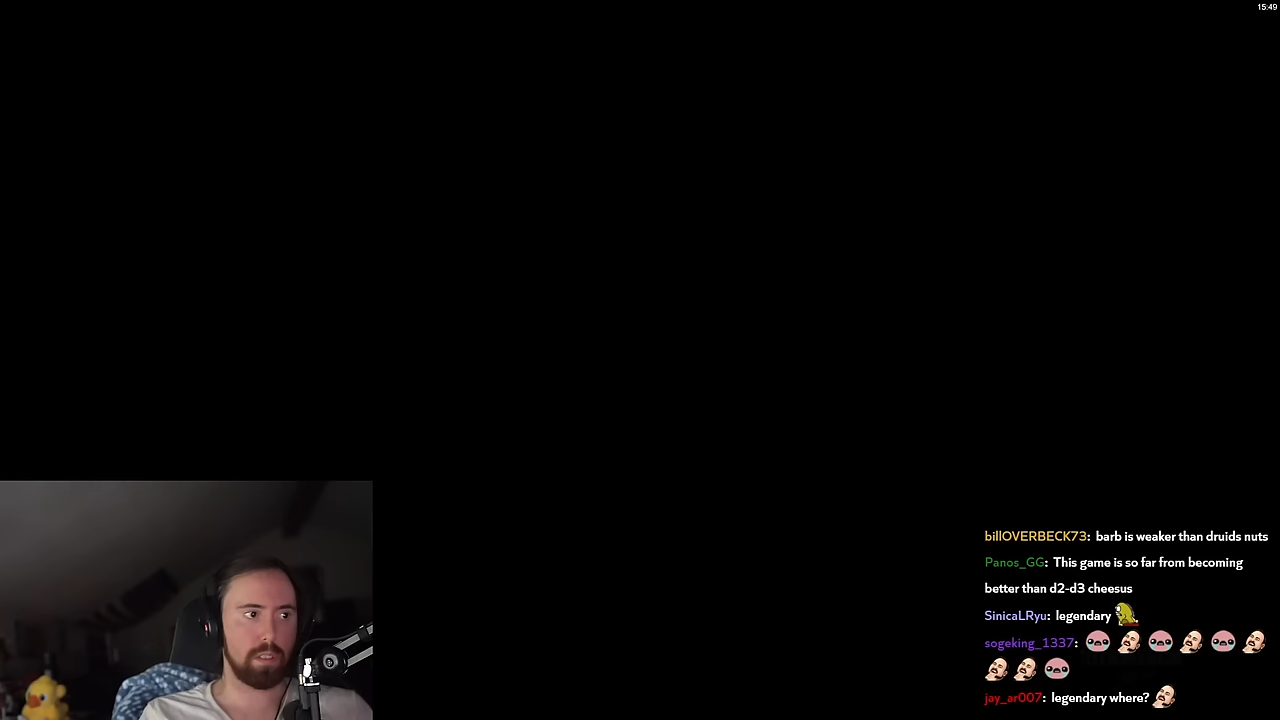 15:49
billOVERBECK73: barb is weaker than druids nuts
Panos_GG: This game is so far from becoming
better than d2-d3 cheesus
SinicaLRyu: legendary
sogeking_1337:
jay_ar007: legendary where?